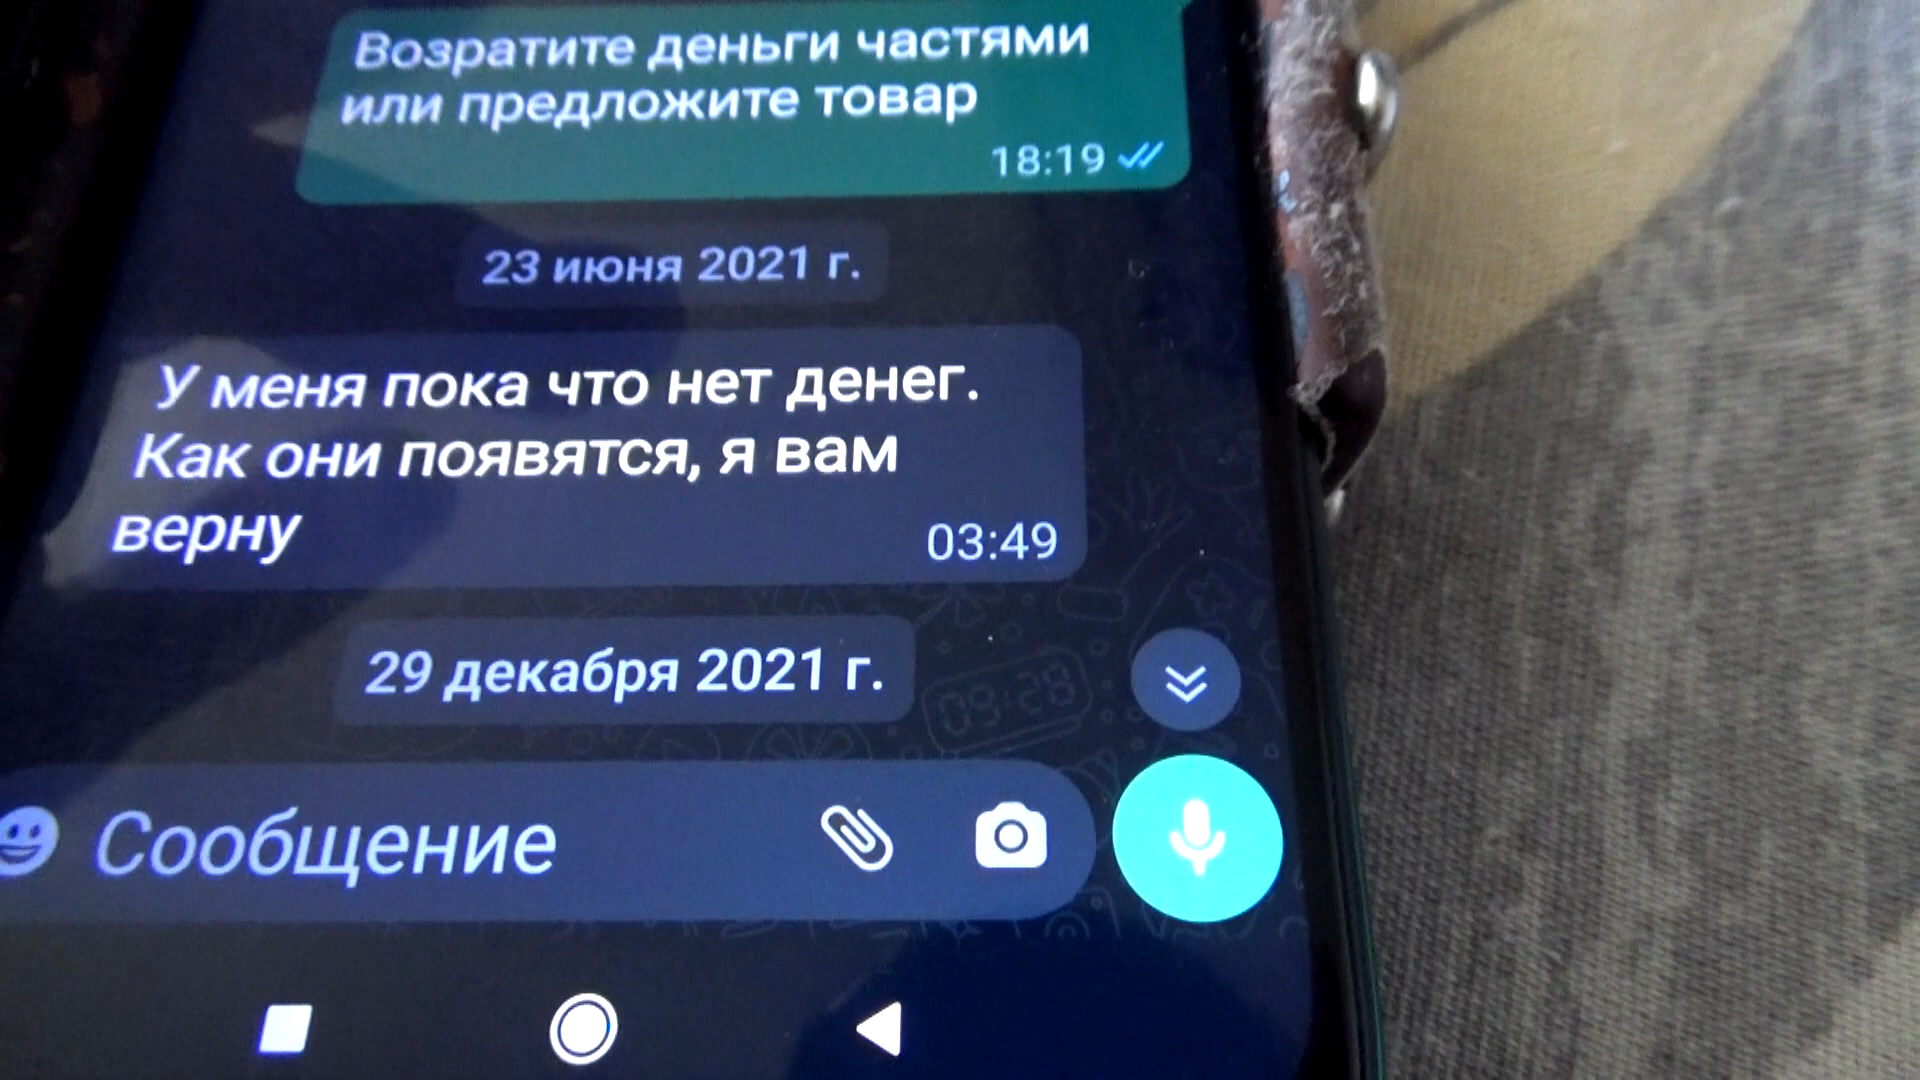 Возратите деньги частями
или предложите товар
18:19
23 июня 2021 г.
У меня пока что нет денег.
Как они появятся, я вам
верну
03:49
29 декабря 2021 г.
Сообщение